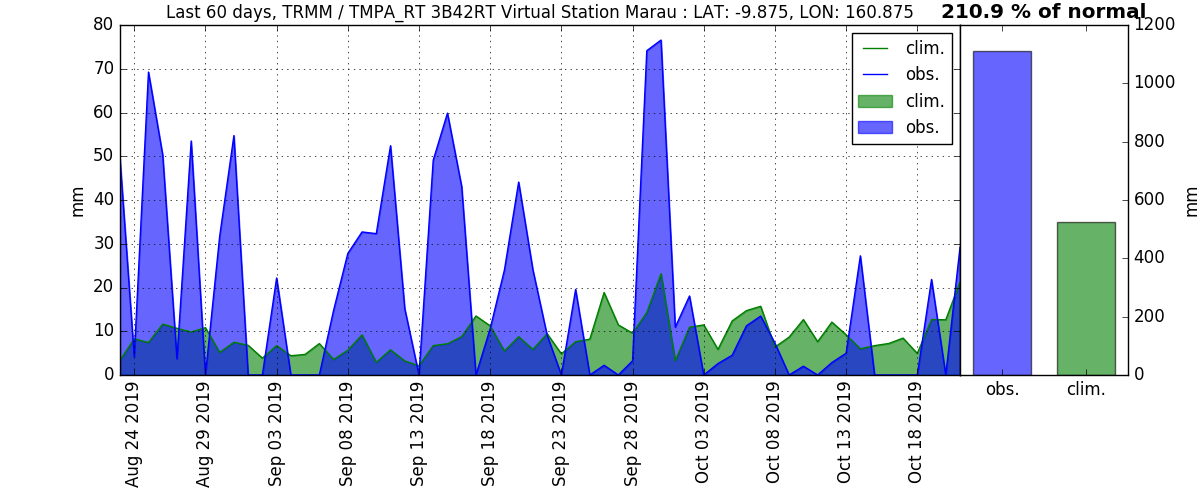 Last 60 days, TRMM / TMPA_RT 3B42RT Virtual Station Marau : LAT: -9.875, LON: 160.875
210.9 % of normal
80
70
60
50
40
30
20
10
0
mm
clim.
obs.
clim.
obs.
1200
1000
800
600
400
200
0
mm
obs.
clim.
Aug 24 2019
Aug 29 2019
Sep 03 2019
Sep 08 2019
Sep 13 2019
Sep 18 2019
Sep 23 2019
Sep 28 2019
Oct 03 2019
Oct 08 2019
Oct 13 2019
Oct 18 2019